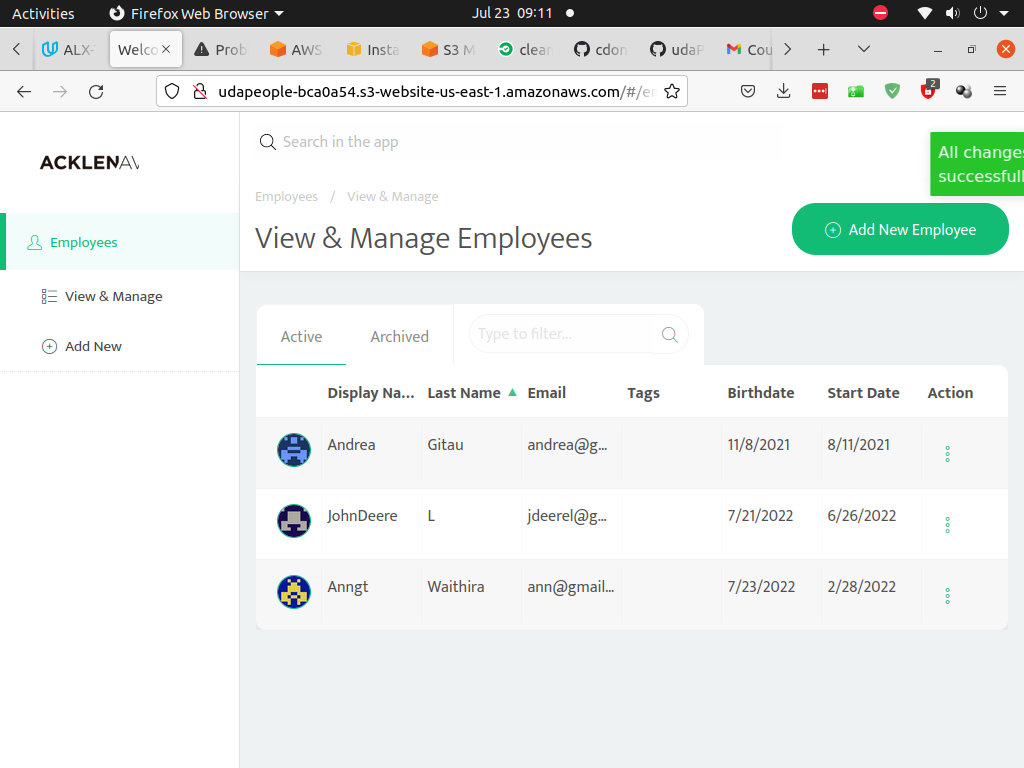 Activities Firefox Web Browser Jul 23 09:11
ALX- Welco Prob AWS Insta S3 M clear cdon udaP Cou
udapeople-bca0a54.s3-website-us-east-1.amazonaws.com/#/em
2
ACKLENAV
Search in the app
All changes
successfull
Employees / View & Manage
View & Manage Employees
Add New Employee
Employees
View & Manage
Add New
Active Archived Type to filter...
Display Na... Last Name Email Tags Birthdate Start Date Action
Andrea Gitau andrea@g... 11/8/2021 8/11/2021
JohnDeere L jdeerel@g... 7/21/2022 6/26/2022
Anngt Waithira ann@gmail... 7/23/2022 2/28/2022